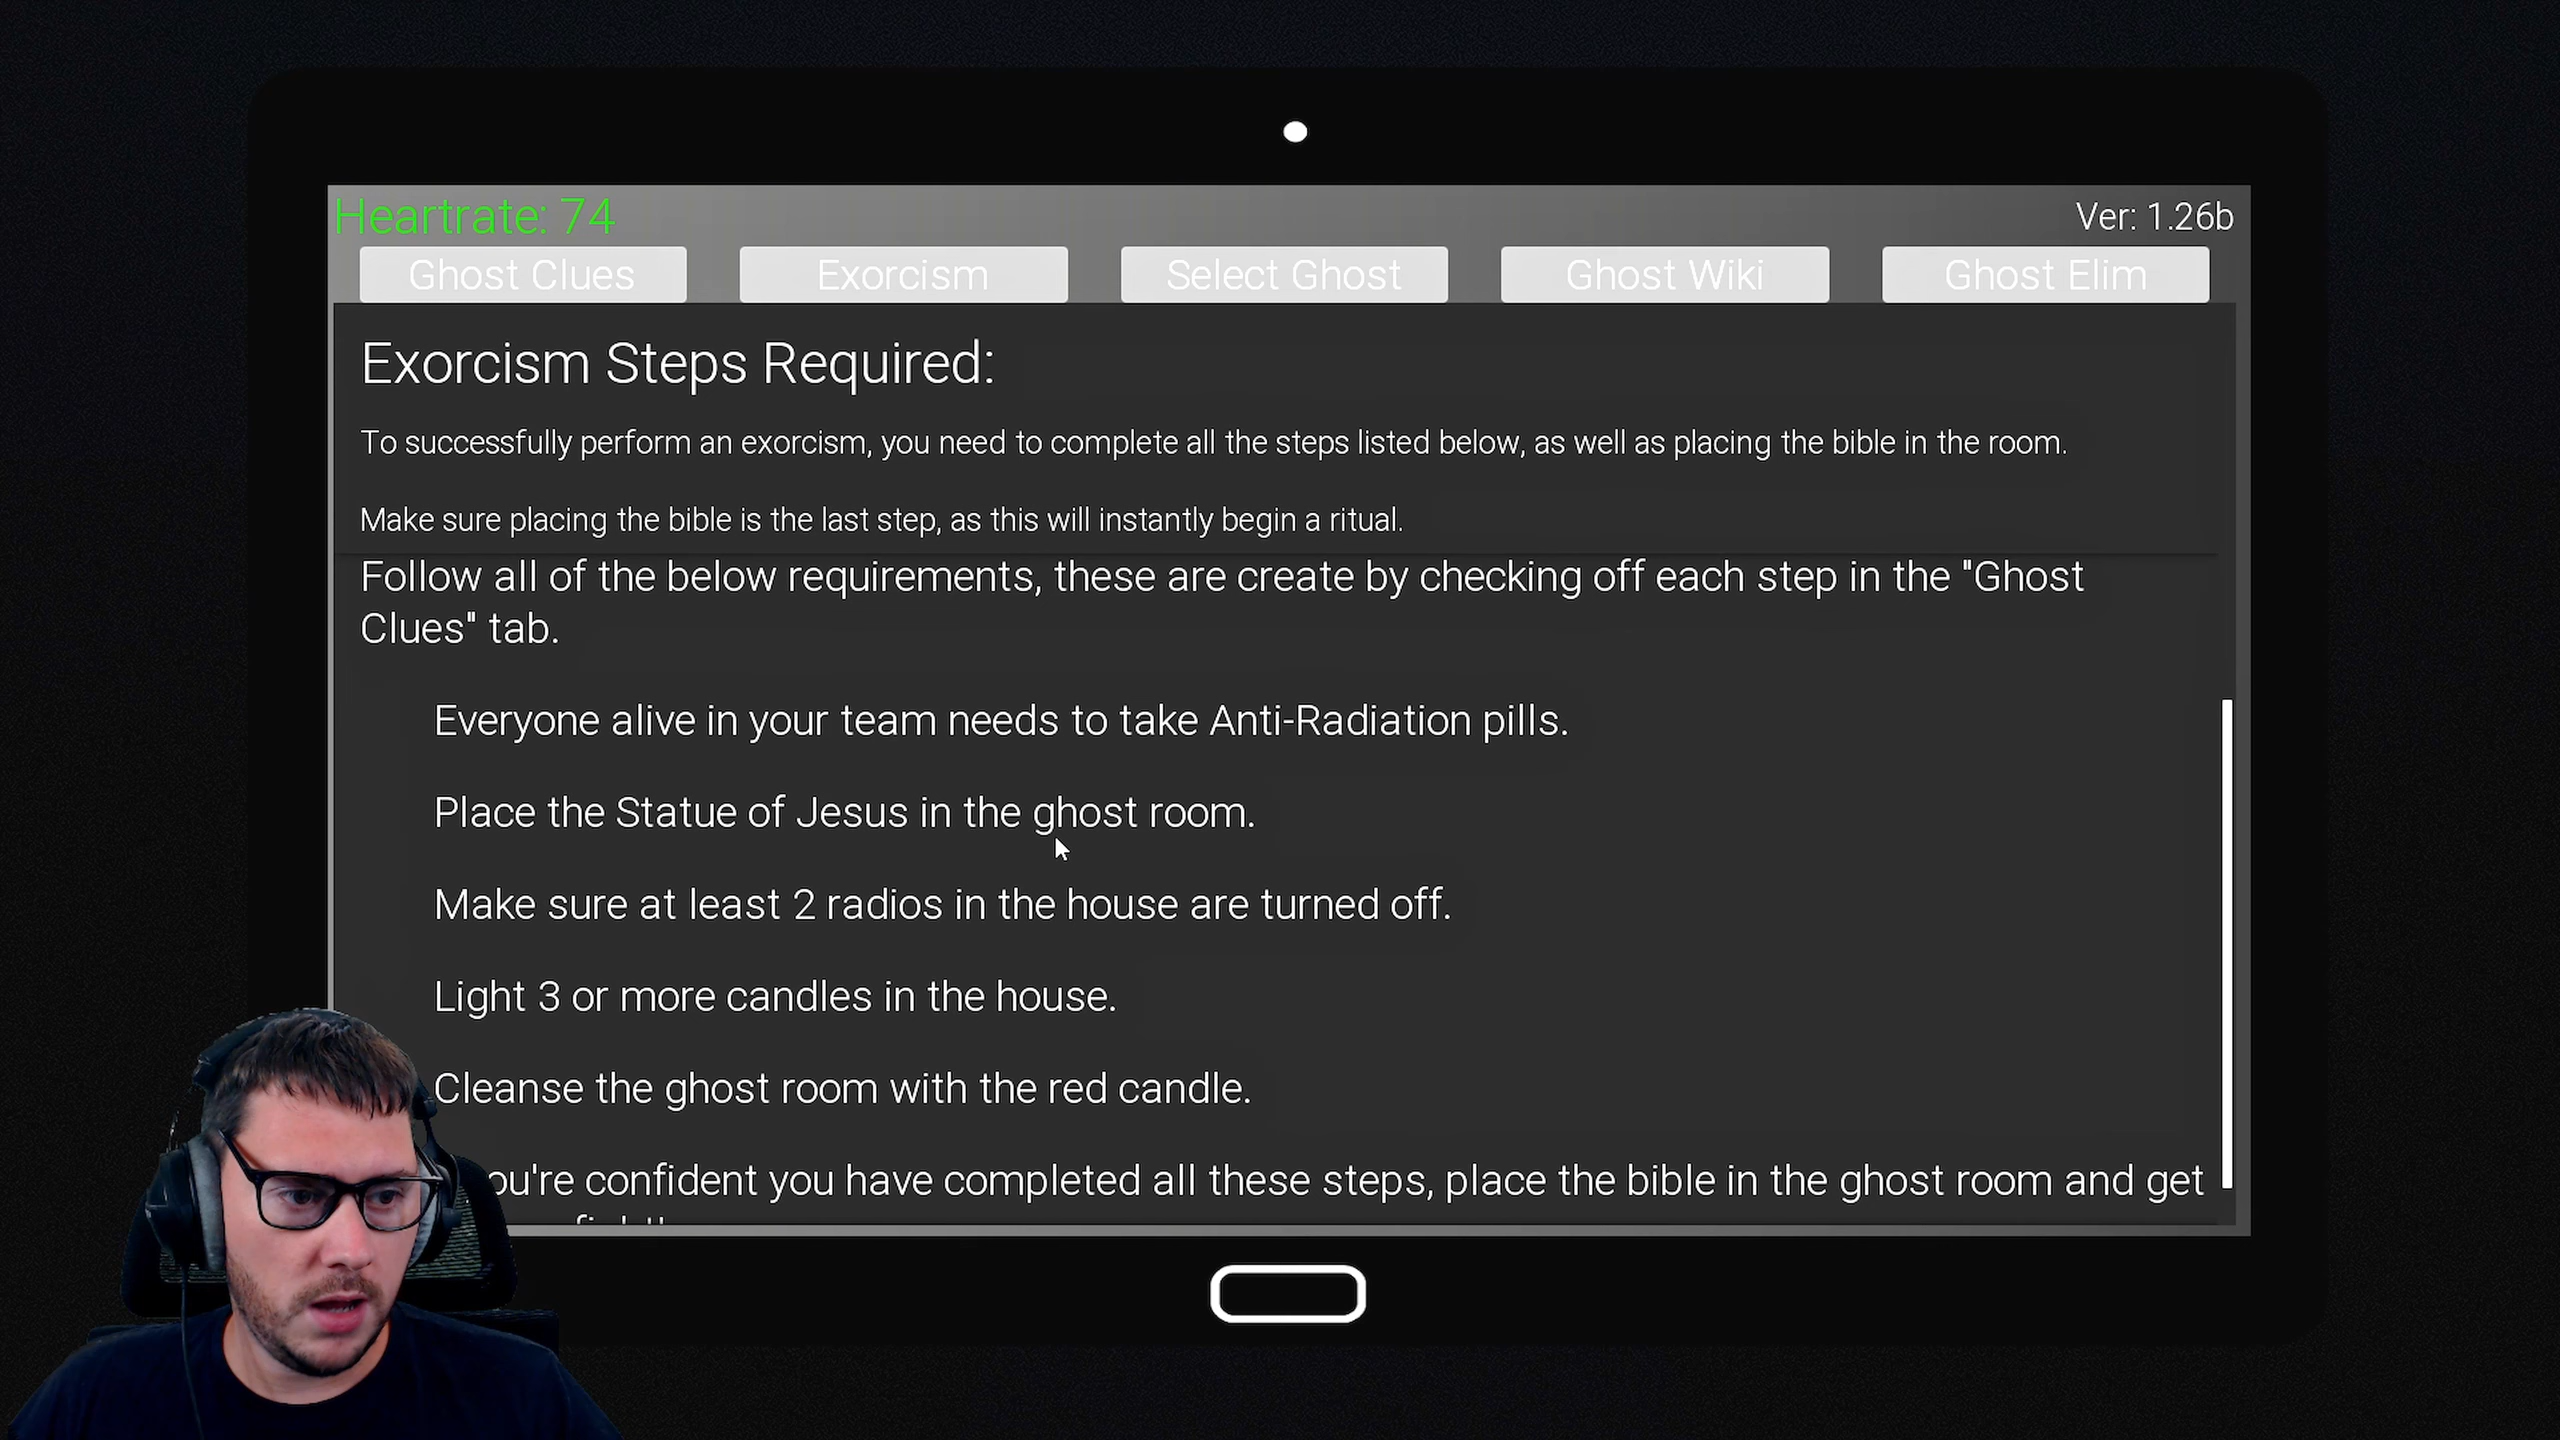 Heartrate: 74
Ver: 1.26b
Ghost Clues
Exorcism
Select Ghost
Ghost Wiki
Ghost Elim
Exorcism Steps Required:
To successfully perform an exorcism, you need to complete all the steps listed below, as well as placing the bible in the room.
Make sure placing the bible is the last step, as this will instantly begin a ritual.
Follow all of the below requirements, these are create by checking off each step in the "Ghost
Clues" tab.
Everyone alive in your team needs to take Anti-Radiation pills.
Place the Statue of Jesus in the ghost room.
Make sure at least 2 radios in the house are turned off.
Light 3 or more candles in the house.
Cleanse the ghost room with the red candle.
confident you have completed all these steps, place the bible in the ghost room and get